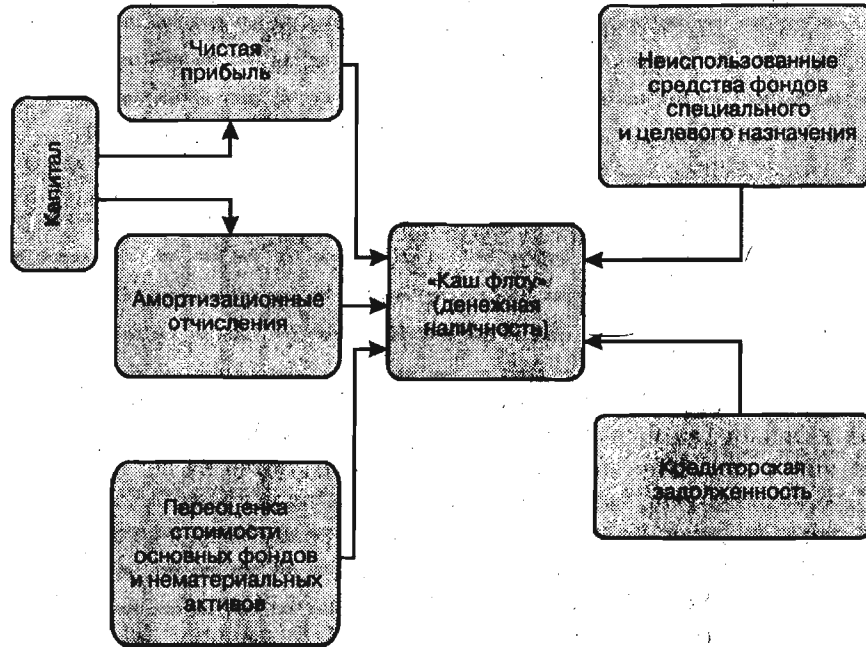 Чистая
прибыль
Капитал
Амортизационные
отчисления
Переоценка
стоимости
основных фондов
и нематериальных
активов
«Каш флоу»
(денежная
наличность)
Неиспользованные
средства фондов
специального
и целевого назначения
Кредиторская
задолженность